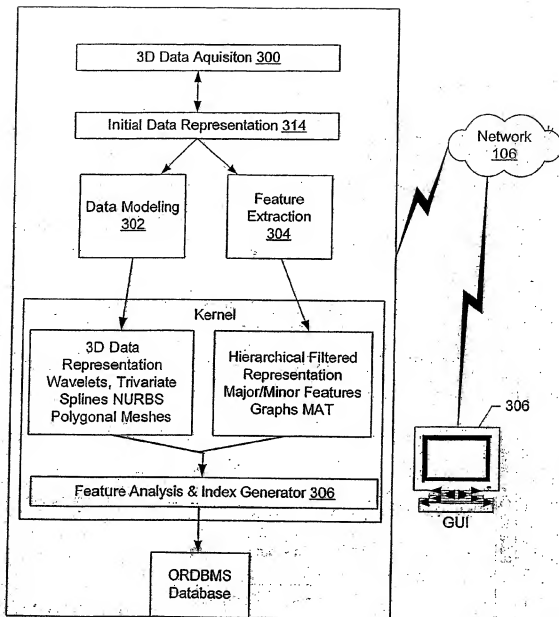 3D Data Aquisiton 300
Initial Data Representation 314
Network
106
Data Modeling
302
Feature
Extraction
304
Kernel
3D Data
Representation
Wavelets, Trivariate
Splines NURBS
Polygonal Meshes
Hierarchical Filtered
Representation
Major/Minor Features
Graphs MAT
306
GUI
Feature Analysis & Index Generator 306
ORDBMS
Database